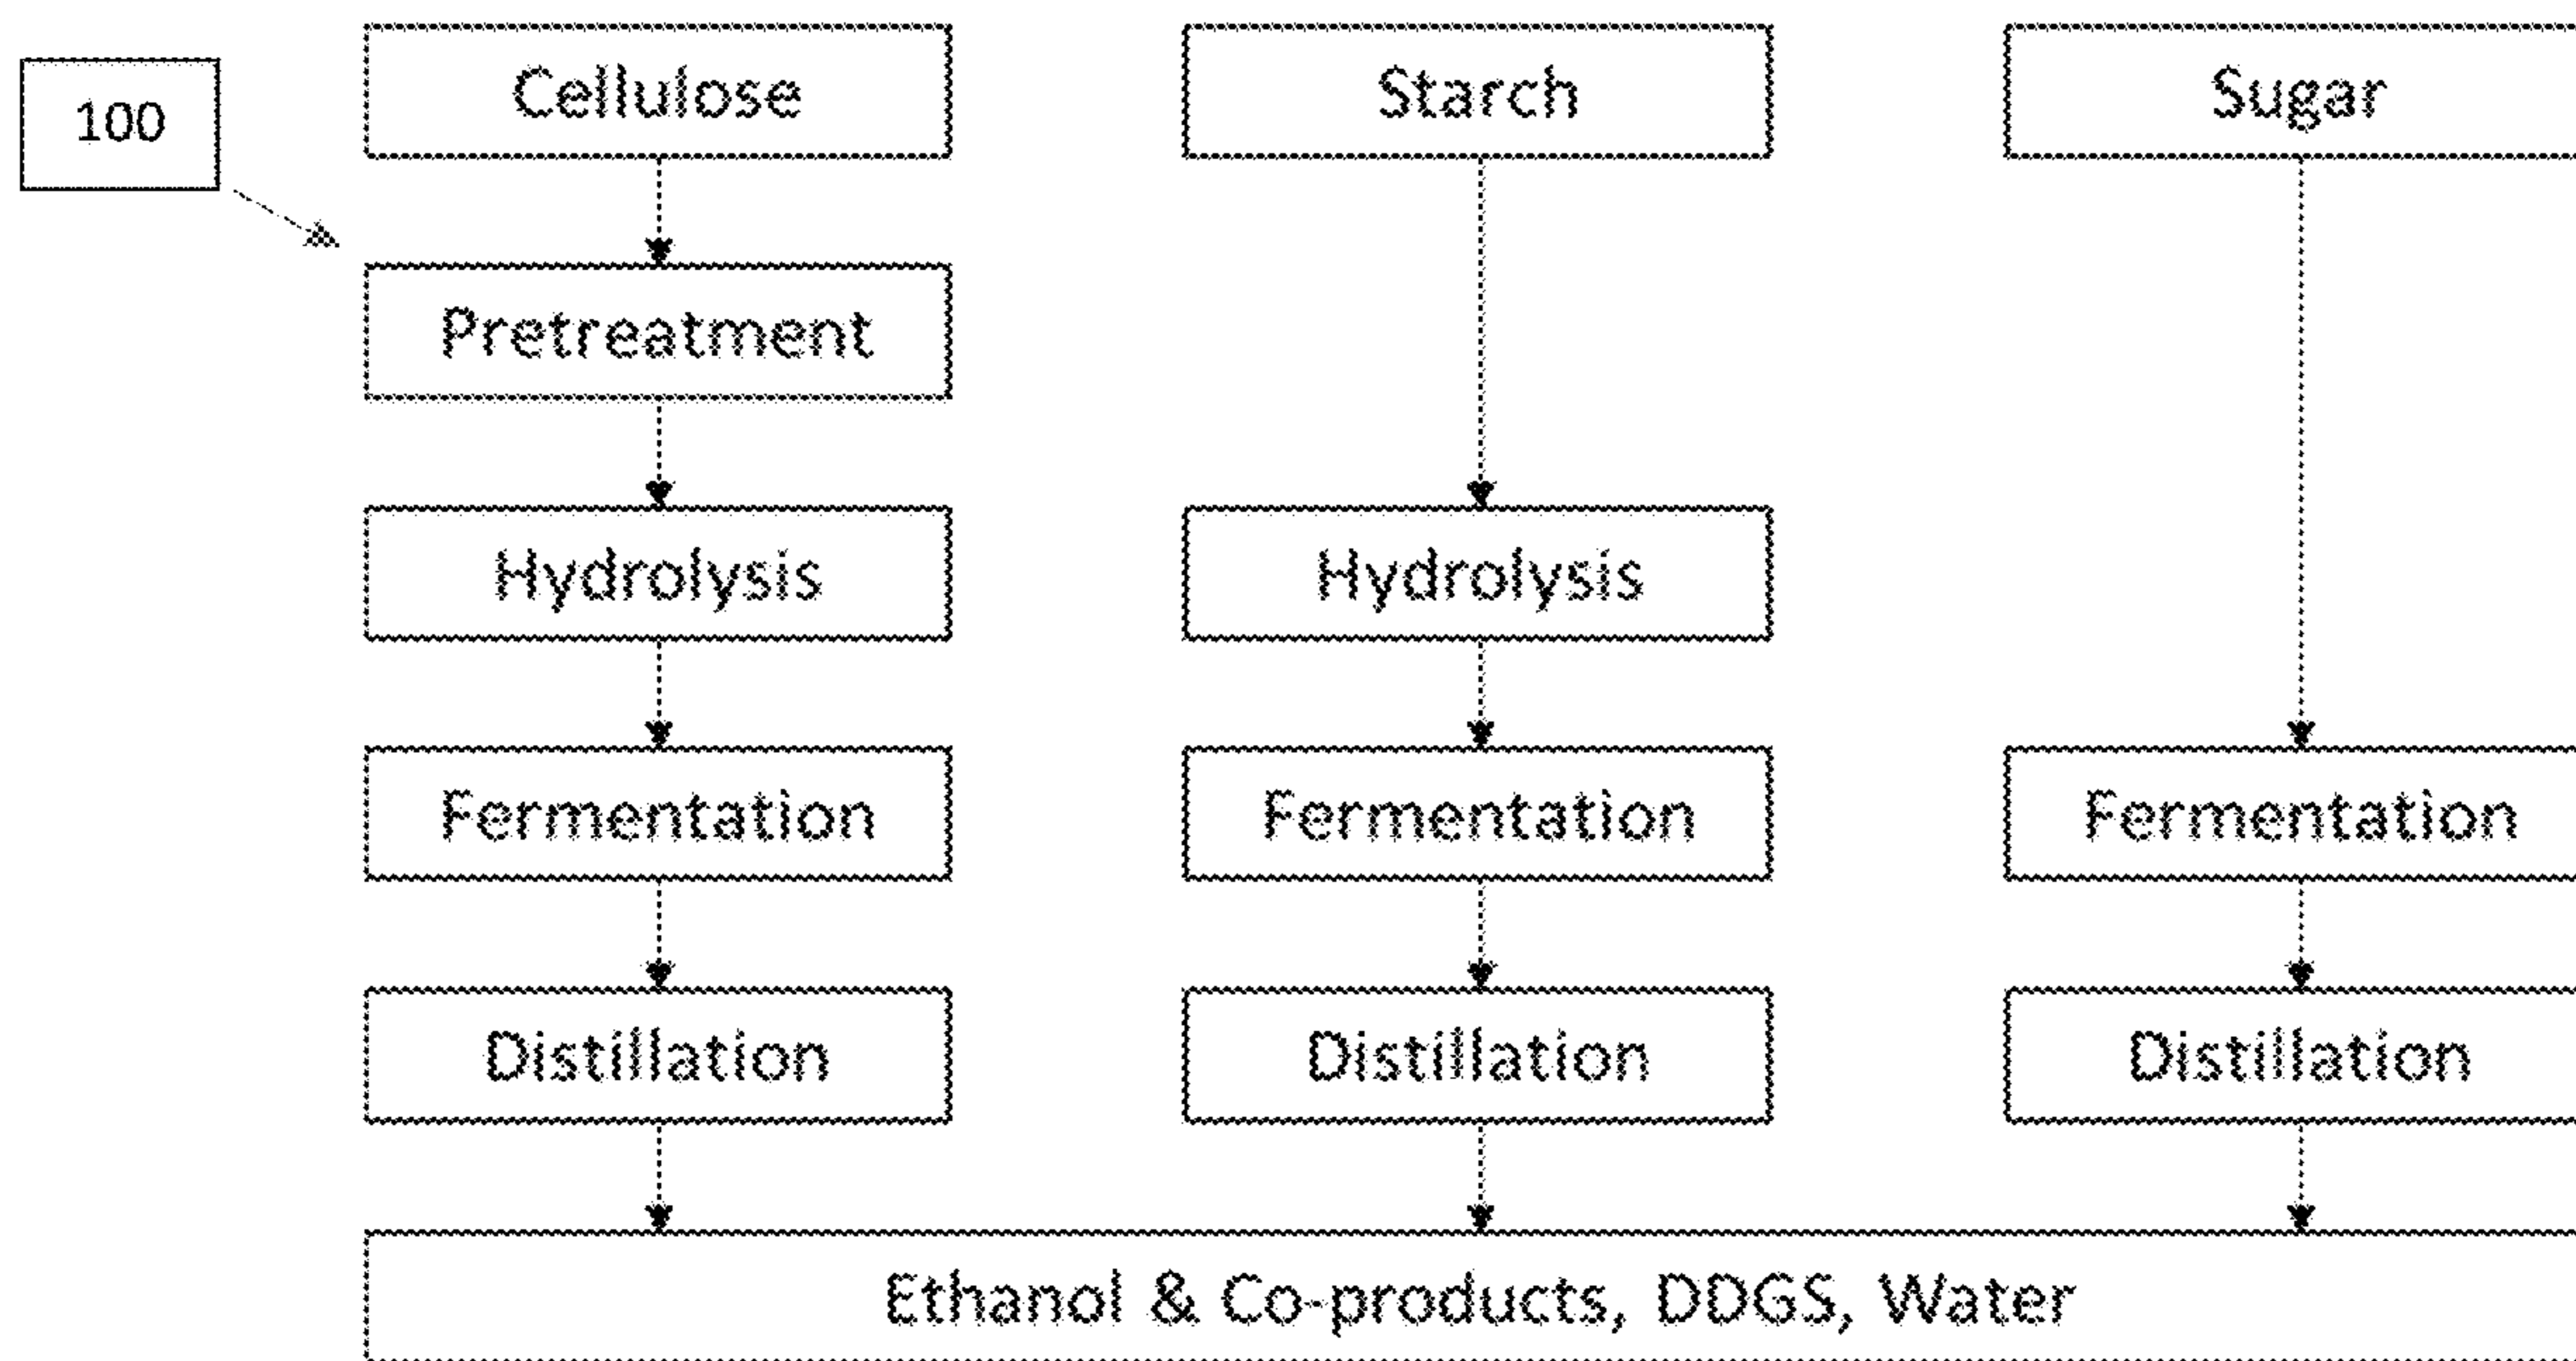 100
Cellulose
Starch
Sugar
Pretreatment
Hydrolysis
Hydrolysis
Fermentation
Fermentation
Fermentation
Distillation
Distillation
Distillation
Ethanol & Co-products, DDGS, Water